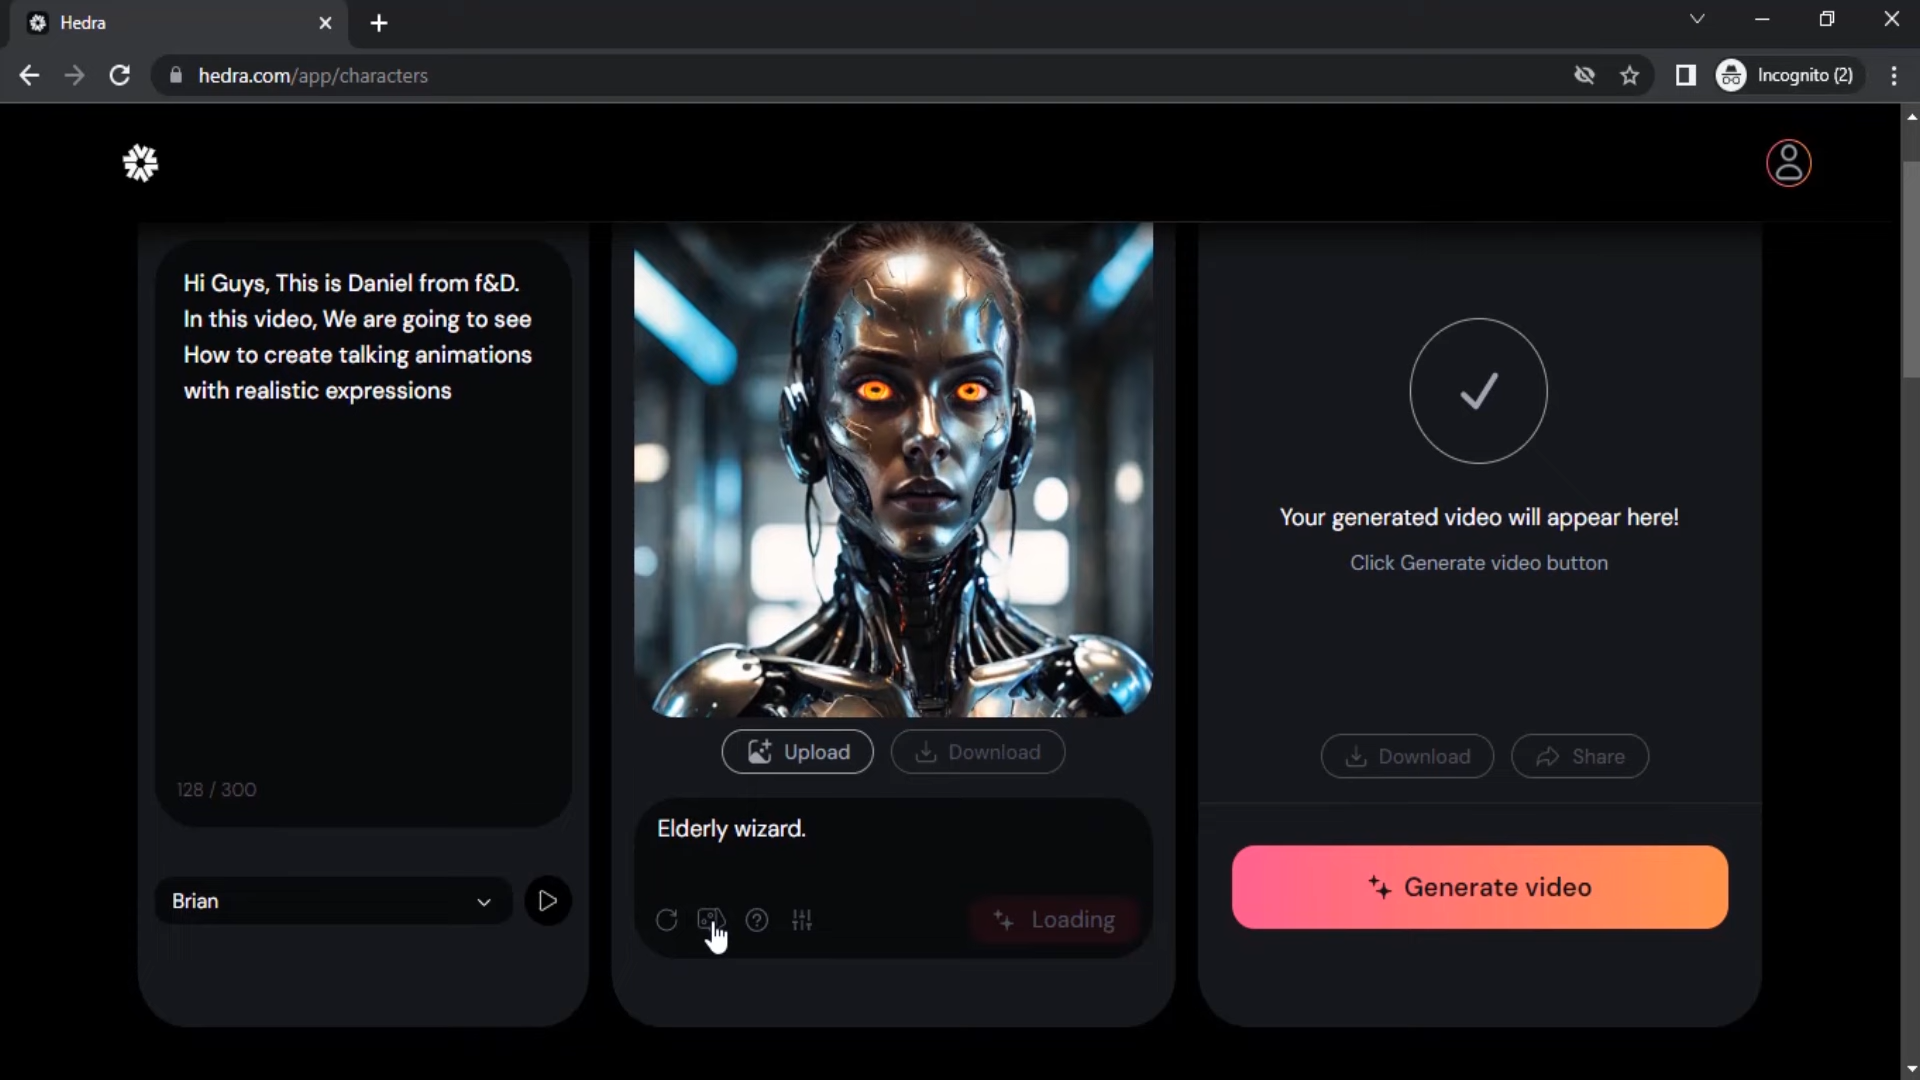 Hedra
hedra.com/app/characters
Incognito (2)
Hi Guys, This is Daniel from f&D.
In this video, We are going to see
How to create talking animations
with realistic expressions
128 / 300
Brian
Upload
Download
Elderly wizard.
Loading
Your generated video will appear here!
Click Generate video button
Download
Share
Generate video